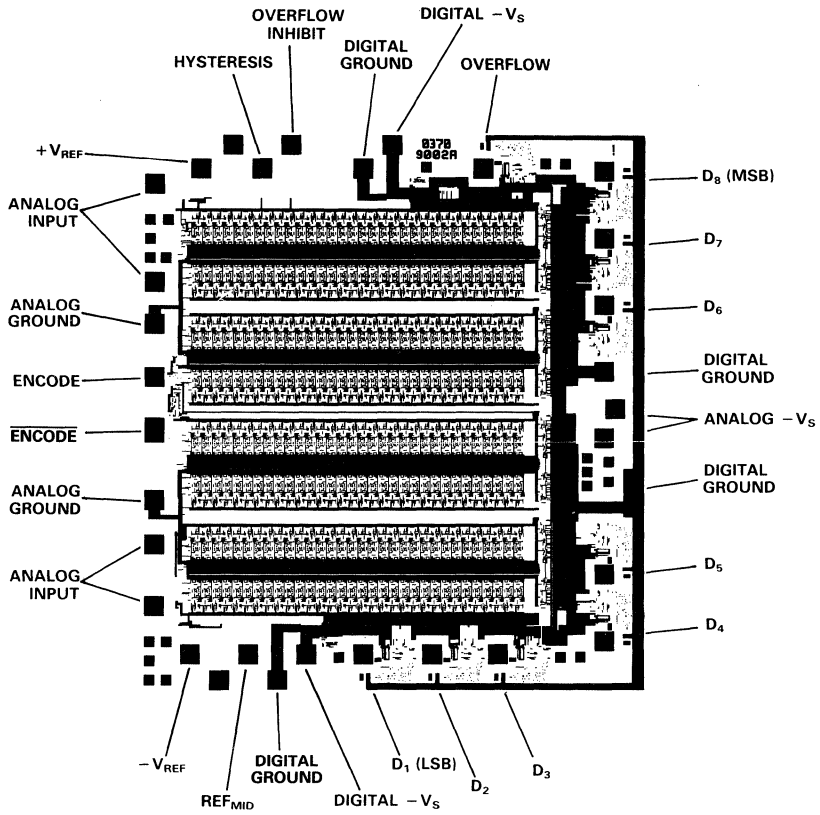 OVERFLOW
INHIBIT
DIGITAL −VS
HYSTERESIS
DIGITAL
GROUND
OVERFLOW
+VREF
0370
9002A
ANALOG
INPUT
D8 (MSB)
D7
ANALOG
GROUND
D6
ENCODE
DIGITAL
GROUND
ENCODE
ANALOG −VS
ANALOG
GROUND
DIGITAL
GROUND
ANALOG
INPUT
D5
D4
−VREF
REFMID
DIGITAL
GROUND
DIGITAL −VS
D1 (LSB)
D2
D3